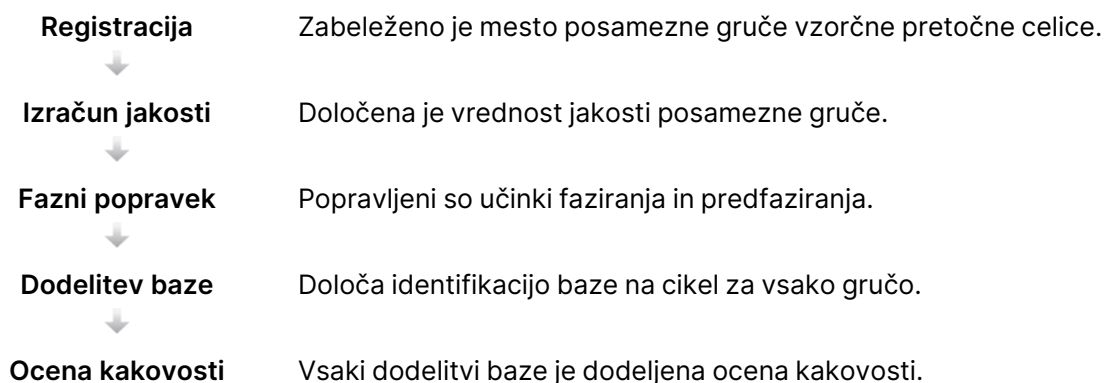 Registracija Zabeleženo je mesto posamezne gruče vzorčne pretočne celice.
Izračun jakosti Določena je vrednost jakosti posamezne gruče.
Fazni popravek Popravljeni so učinki faziranja in predfaziranja.
Dodelitev baze Določa identifikacijo baze na cikel za vsako gručo.
Ocena kakovosti Vsaki dodelitvi baze je dodeljena ocena kakovosti.